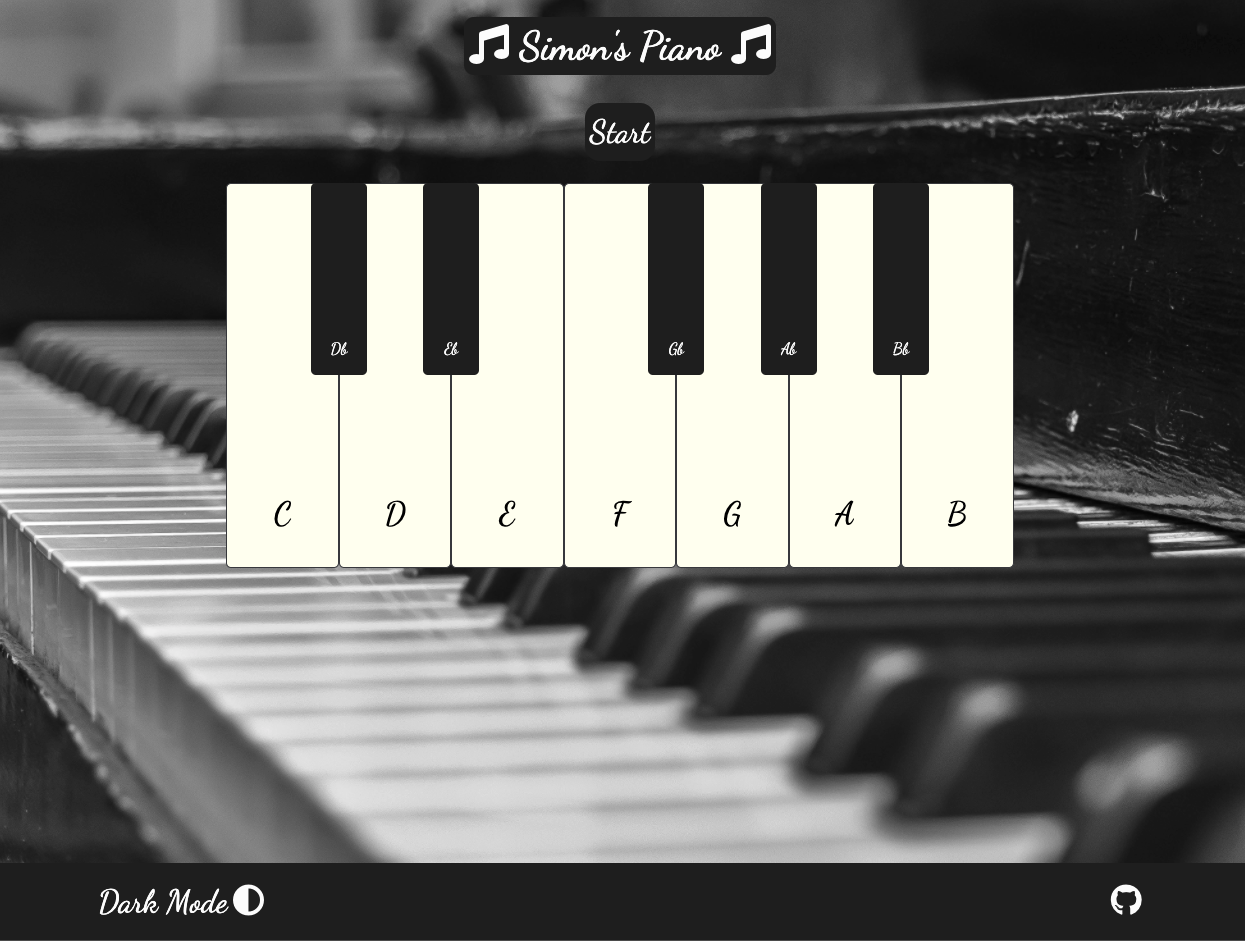 Simon's Piano
Start
Db Eb Gb Ab Bb
C D E F G A B
Dark Mode